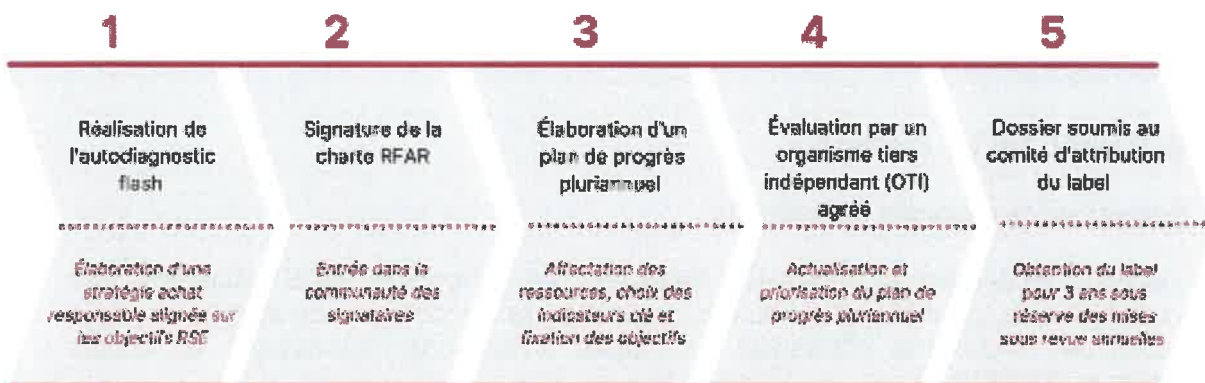 1
2
3
4
5
Réalisation de
l'autodiagnostic
flash
Élaboration d'une
stratégie achat
responsable alignée sur
les objectifs RSE
Signature de la
charte RFAR
Entrée dans la
communauté des
signataires
Élaboration d'un
plan de progrès
pluriannuel
Affectation des
ressources, choix des
indicateurs clé et
fixation des objectifs
Évaluation par un
organisme tiers
indépendant (OTI)
agréé
Actualisation et
priorisation du plan de
progrès pluriannuel
Dossier soumis au
comité d'attribution
du label
Obtention du label
pour 3 ans sous
réserve des mises
sous revue annuelles